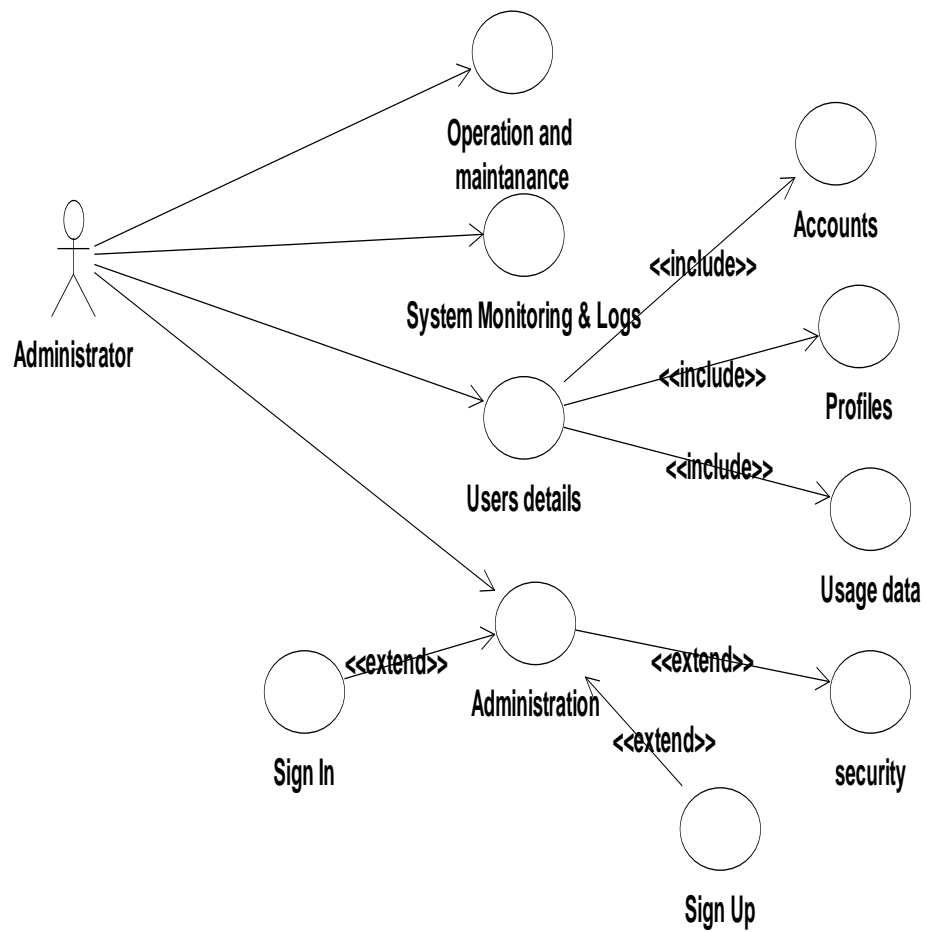 Operation and
maintanance
Accounts
<<include>>
System Monitoring & Logs
Administrator
<<include>>
Profiles
<<include>>
Users details
Usage data
<<extend>>
<<extend>>
Administration
<<extend>>
Sign In
security
Sign Up